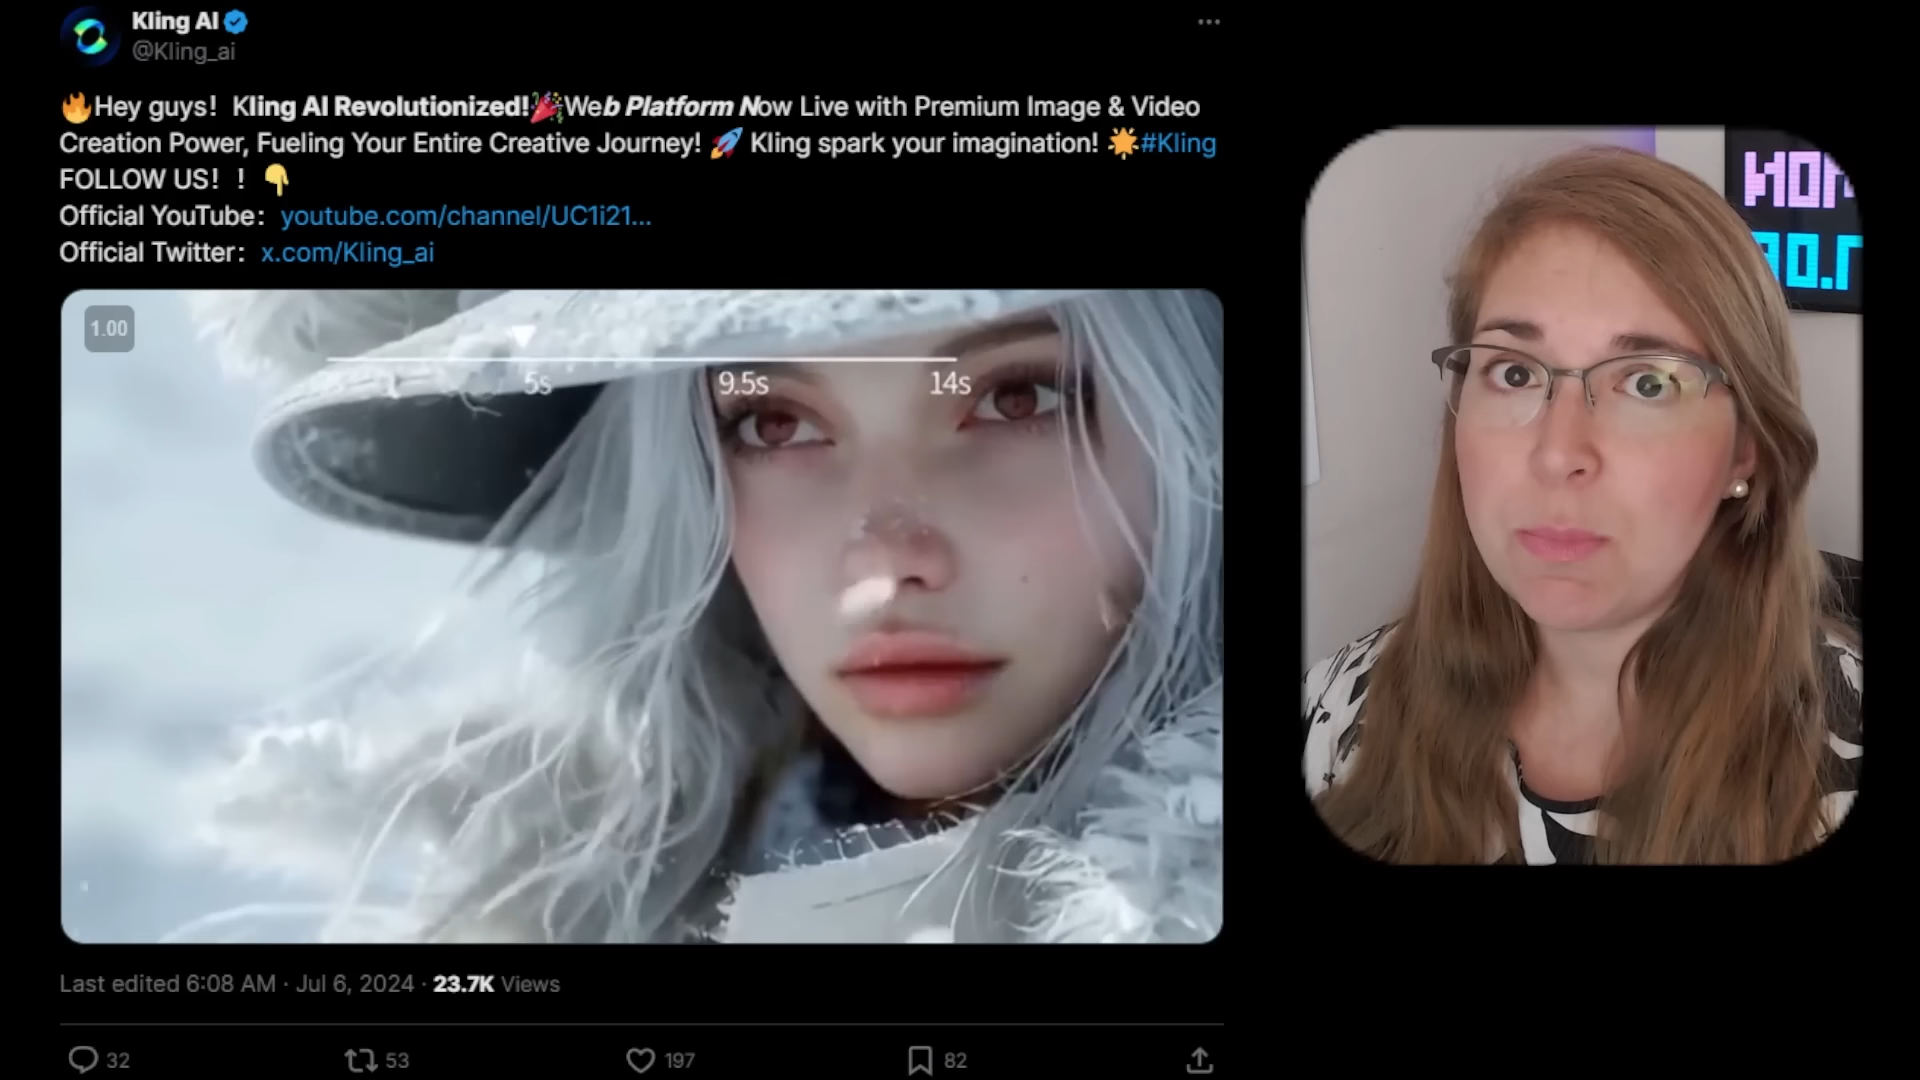 Kling AI
@Kling_ai
🔥Hey guys！Kling AI Revolutionized!🎉Web Platform Now Live with Premium Image & Video
Creation Power, Fueling Your Entire Creative Journey! 🚀 Kling spark your imagination! 🌟#Kling
FOLLOW US！！👇
Official YouTube： youtube.com/channel/UC1i21...
Official Twitter： x.com/Kling_ai
1.00
5s 9.5s 14s
Last edited 6:08 AM · Jul 6, 2024 · 23.7K Views
32 53 197 82